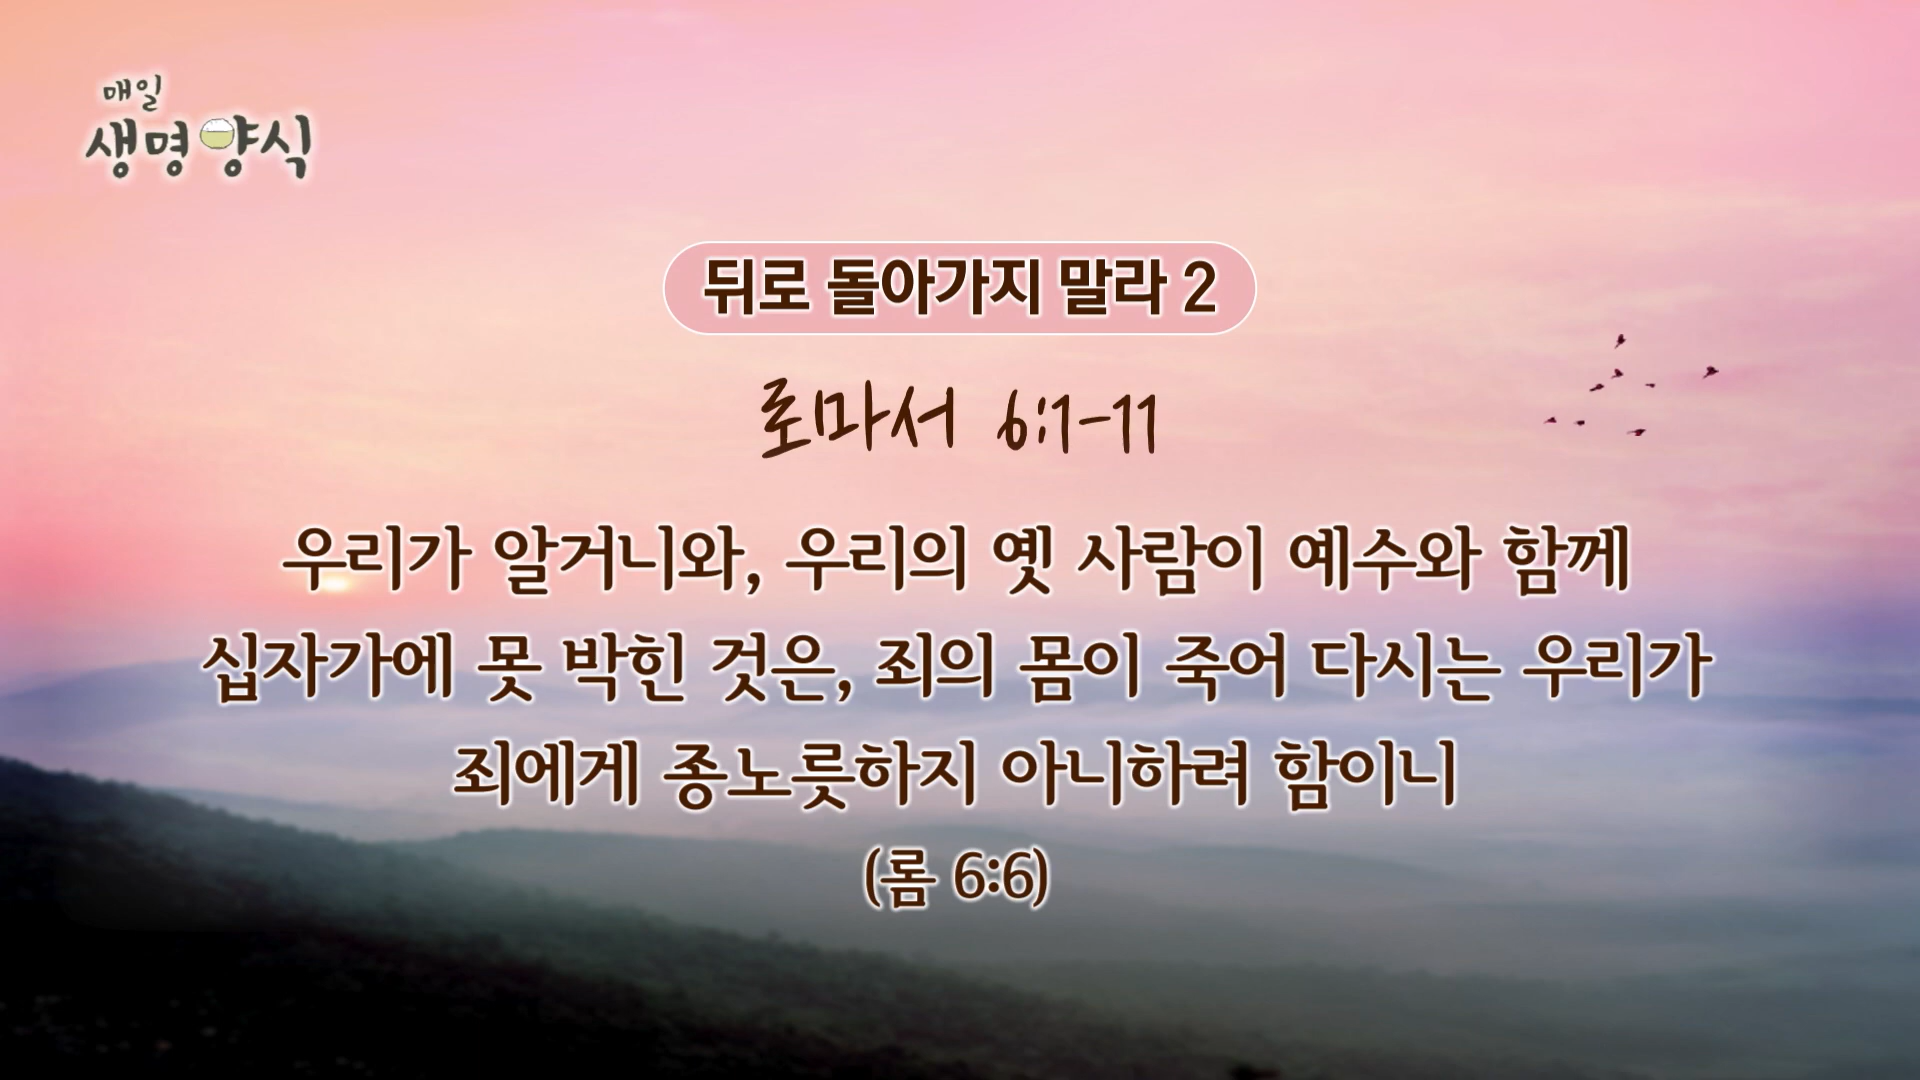 매일
생명양식
뒤로 돌아가지 말라 2
로마서 6:1-11
우리가 알거니와, 우리의 옛 사람이 예수와 함께
십자가에 못 박힌 것은, 죄의 몸이 죽어 다시는 우리가
죄에게 종노릇하지 아니하려 함이니
(롬 6:6)